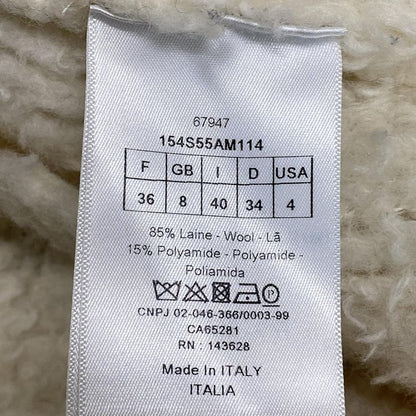 67947
154S55AM114
F GB I D USA
36 8 40 34 4
85% Laine - Wool - Lã
15% Polyamide - Polyamide -
Poliamida
CNPJ 02-046-366/0003-99
CA65281
RN : 143628
Made In ITALY
ITALIA